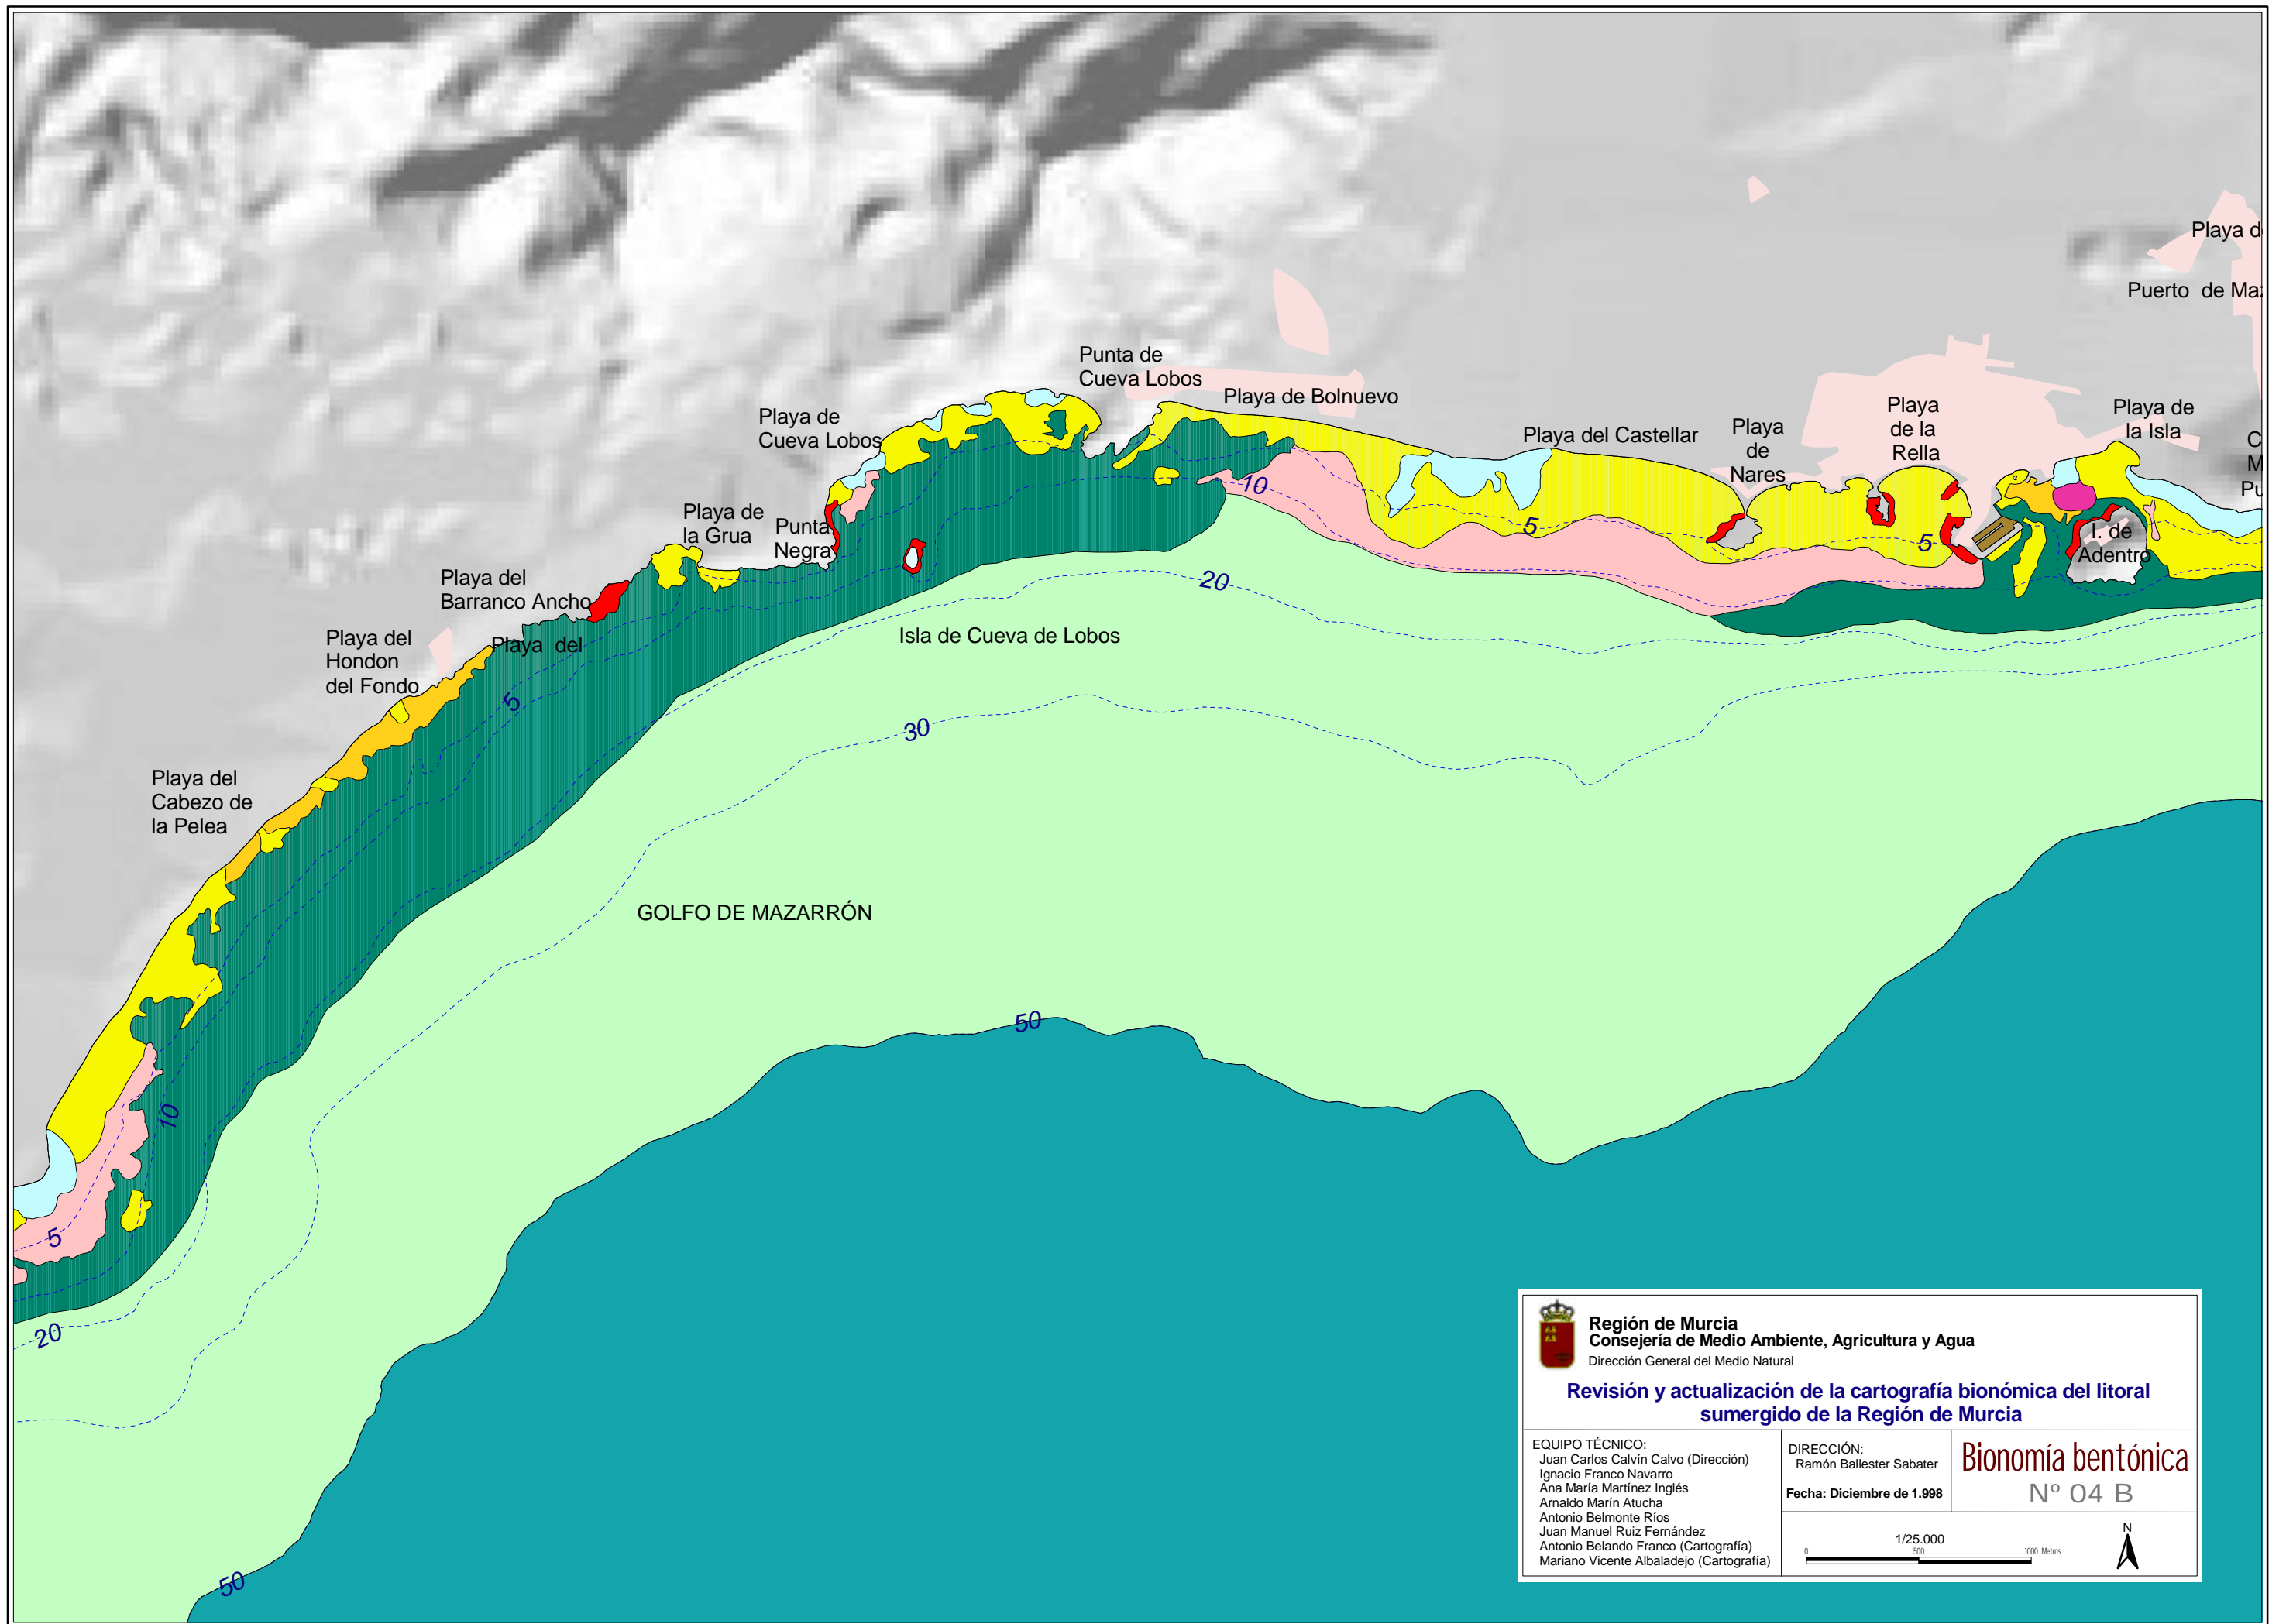 Playa d
Puerto de Maz
Punta de
Cueva Lobos
Playa de Bolnuevo
Playa de
Cueva Lobos
Playa del Castellar
Playa
de
Nares
Playa
de la
Rella
Playa de
la Isla
C
M
Pu
10
5
5
I. de
Adentro
Playa de
la Grua
Punta
Negra
20
Playa del
Barranco Ancho
Playa del
Isla de Cueva de Lobos
Playa del
Hondon
del Fondo
5
30
Playa del
Cabezo de
la Pelea
GOLFO DE MAZARRÓN
50
10
5
20
50
Región de Murcia
Consejería de Medio Ambiente, Agricultura y Agua
Dirección General del Medio Natural
Revisión y actualización de la cartografía bionómica del litoral
sumergido de la Región de Murcia
EQUIPO TÉCNICO:
Juan Carlos Calvín Calvo (Dirección)
Ignacio Franco Navarro
Ana María Martínez Inglés
Arnaldo Marín Atucha
Antonio Belmonte Ríos
Juan Manuel Ruiz Fernández
Antonio Belando Franco (Cartografía)
Mariano Vicente Albaladejo (Cartografía)
DIRECCIÓN:
Ramón Ballester Sabater
Fecha: Diciembre de 1.998
Bionomía bentónica
Nº 04 B
1/25.000
0 500 1000 Metros
N